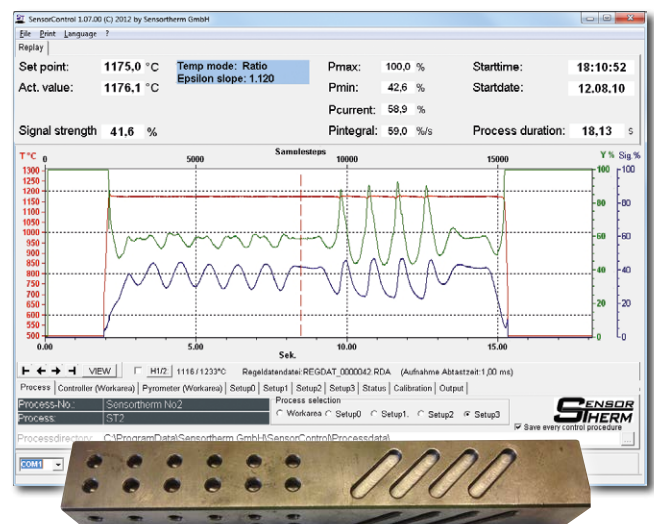 SensorControl 1.07.00 (C) 2012 by Sensortherm GmbH
File Print Language ?
Replay
Set point: 1175,0 °C Temp mode: Ratio Pmax: 100,0 % Starttime: 18:10:52
Epsilon slope: 1.120
Act. value: 1176,1 °C Pmin: 42,6 % Startdate: 12.08.10
Pcurrent: 58,9 %
Signal strength 41,6 % Pintegral: 59,0 %/s Process duration: 18,13 s
T°C 0 5000 Samplesteps 10000 15000 Y% Sig.%
1300 100 100
1250
1200
1150 80 80
1100
1050
1000
950 60 60
900
850
800 40 40
750
700
650 20 20
600
550
500 0 0
0.00 5.00 10.00 15.00
Sek.
VIEW H1/2 1116 / 1233°C Regeldatendatei:REGDAT_0000042.RDA (Aufnahme Abtastzeit:1,00 ms)
Process Controller (Workarea) Pyrometer (Workarea) Setup0 Setup1 Setup2 Setup3 Status Calibration Output
Process-No.: Sensortherm No2 Process selection
Workarea Setup0 Setup1. Setup2 Setup3
Process: ST2
SENSOR THERM
Save every control procedure
Processdirectory: C:\ProgramData\Sensortherm GmbH\SensorControl\Processdata\ ...
COM1